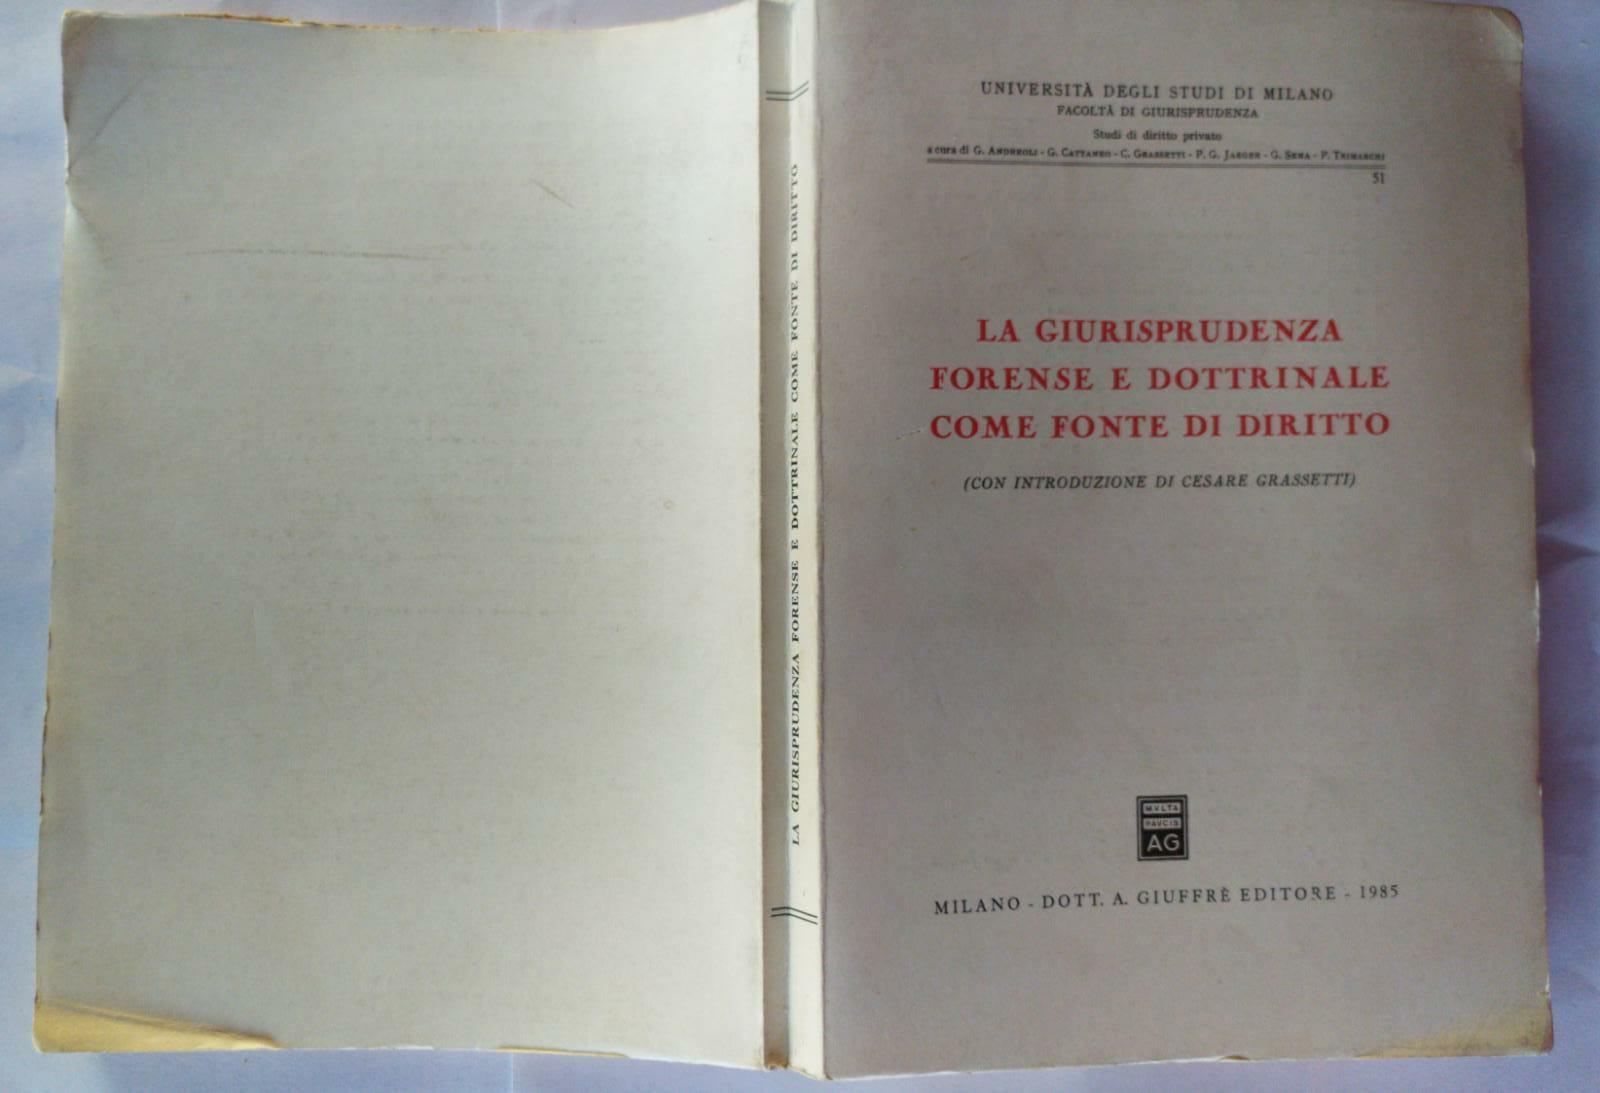 LA GIURISPRUDENZA FORENSE E DOTTRINALE COME FONTE DI DIRITTO
UNIVERSITÀ DEGLI STUDI DI MILANO
FACOLTÀ DI GIURISPRUDENZA
Studi di diritto privato
a cura di G. ANDREOLI - G. CATTANEO - C. GRASSETTI - P. G. JAEGER - G. SENA - P. TRIMARCHI
51
LA GIURISPRUDENZA
FORENSE E DOTTRINALE
COME FONTE DI DIRITTO
(CON INTRODUZIONE DI CESARE GRASSETTI)
MVLTA
PAVCIS
AG
MILANO - DOTT. A. GIUFFRÈ EDITORE - 1985